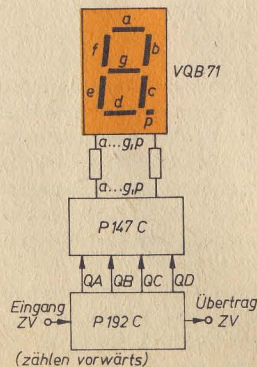 a
f b
g
e c
d
p
VQB 71
a...g,p
a...g,p
P 147 C
QA QB QC QD
Eingang
ZV
P 192 C
Übertrag
ZV
(zählen vorwärts)